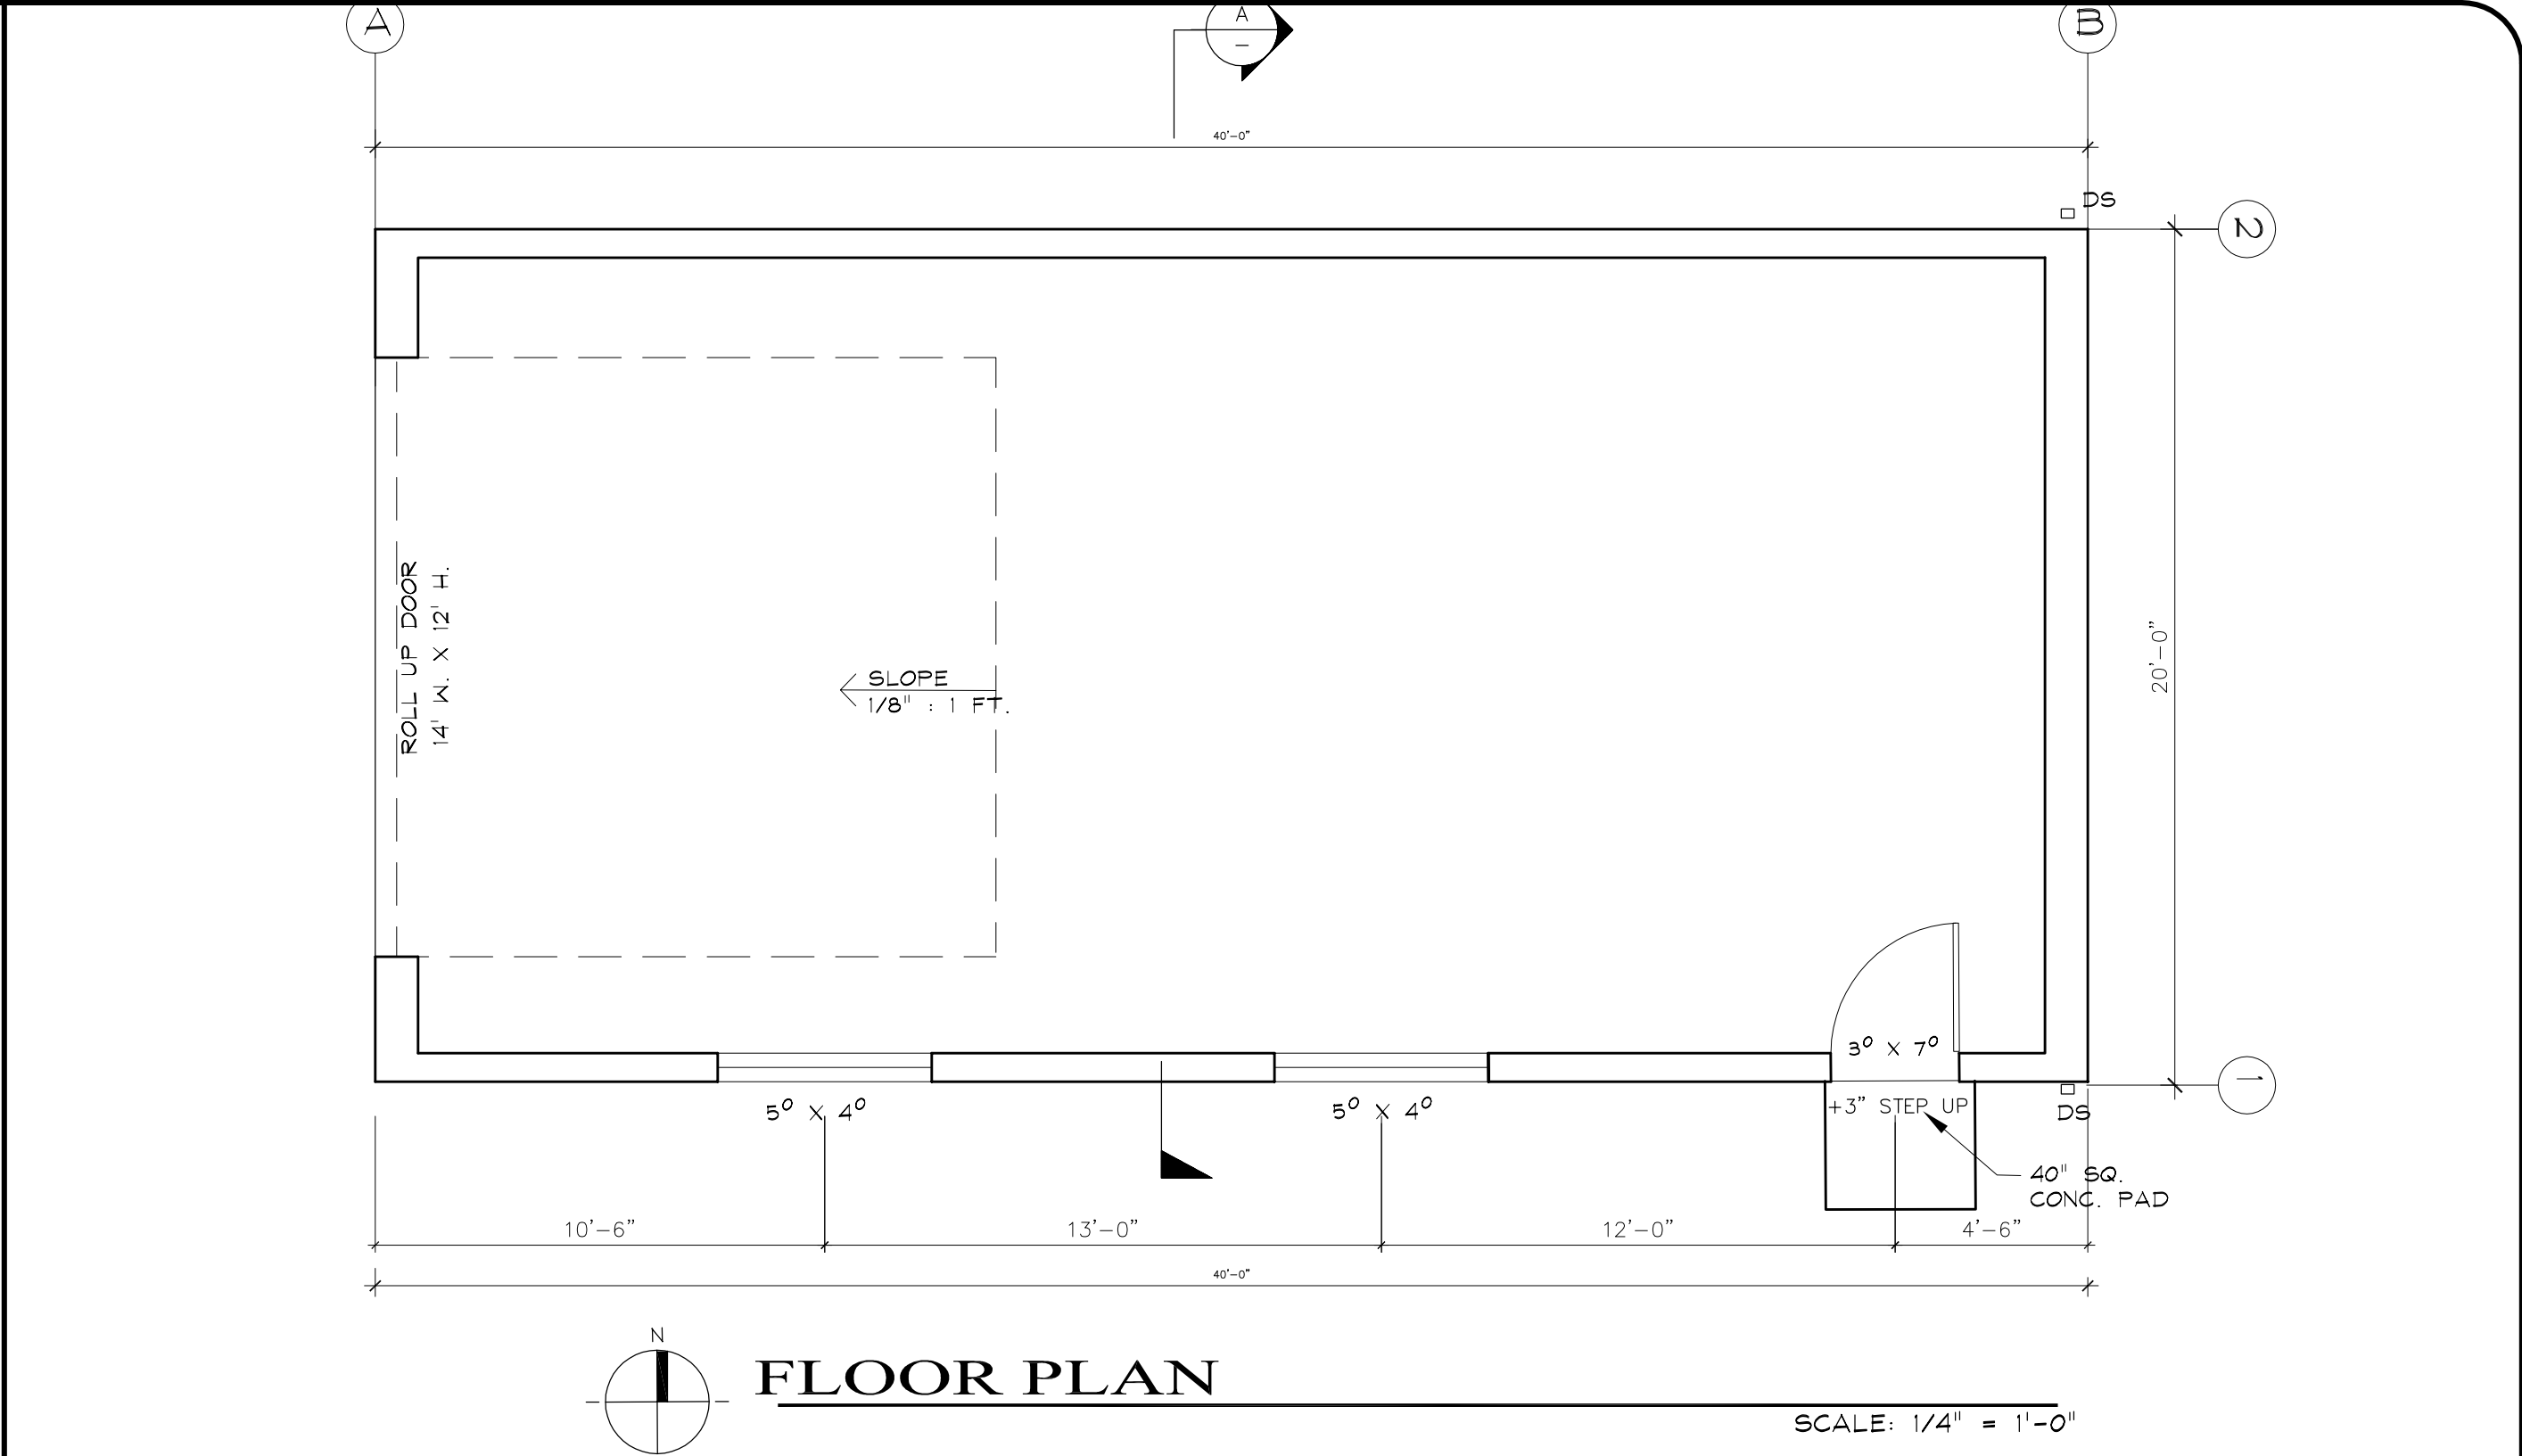 A
A
–
B
40'-0"
DS
2
ROLL UP DOOR
14' W. X 12' H.
SLOPE
1/8" : 1 FT.
20'-0"
3⁰ X 7⁰
5⁰ X 4⁰
5⁰ X 4⁰
+3" STEP UP
DS
1
40" SQ.
CONC. PAD
10'-6"
13'-0"
12'-0"
4'-6"
40'-0"
N
FLOOR PLAN
SCALE: 1/4" = 1'-0"